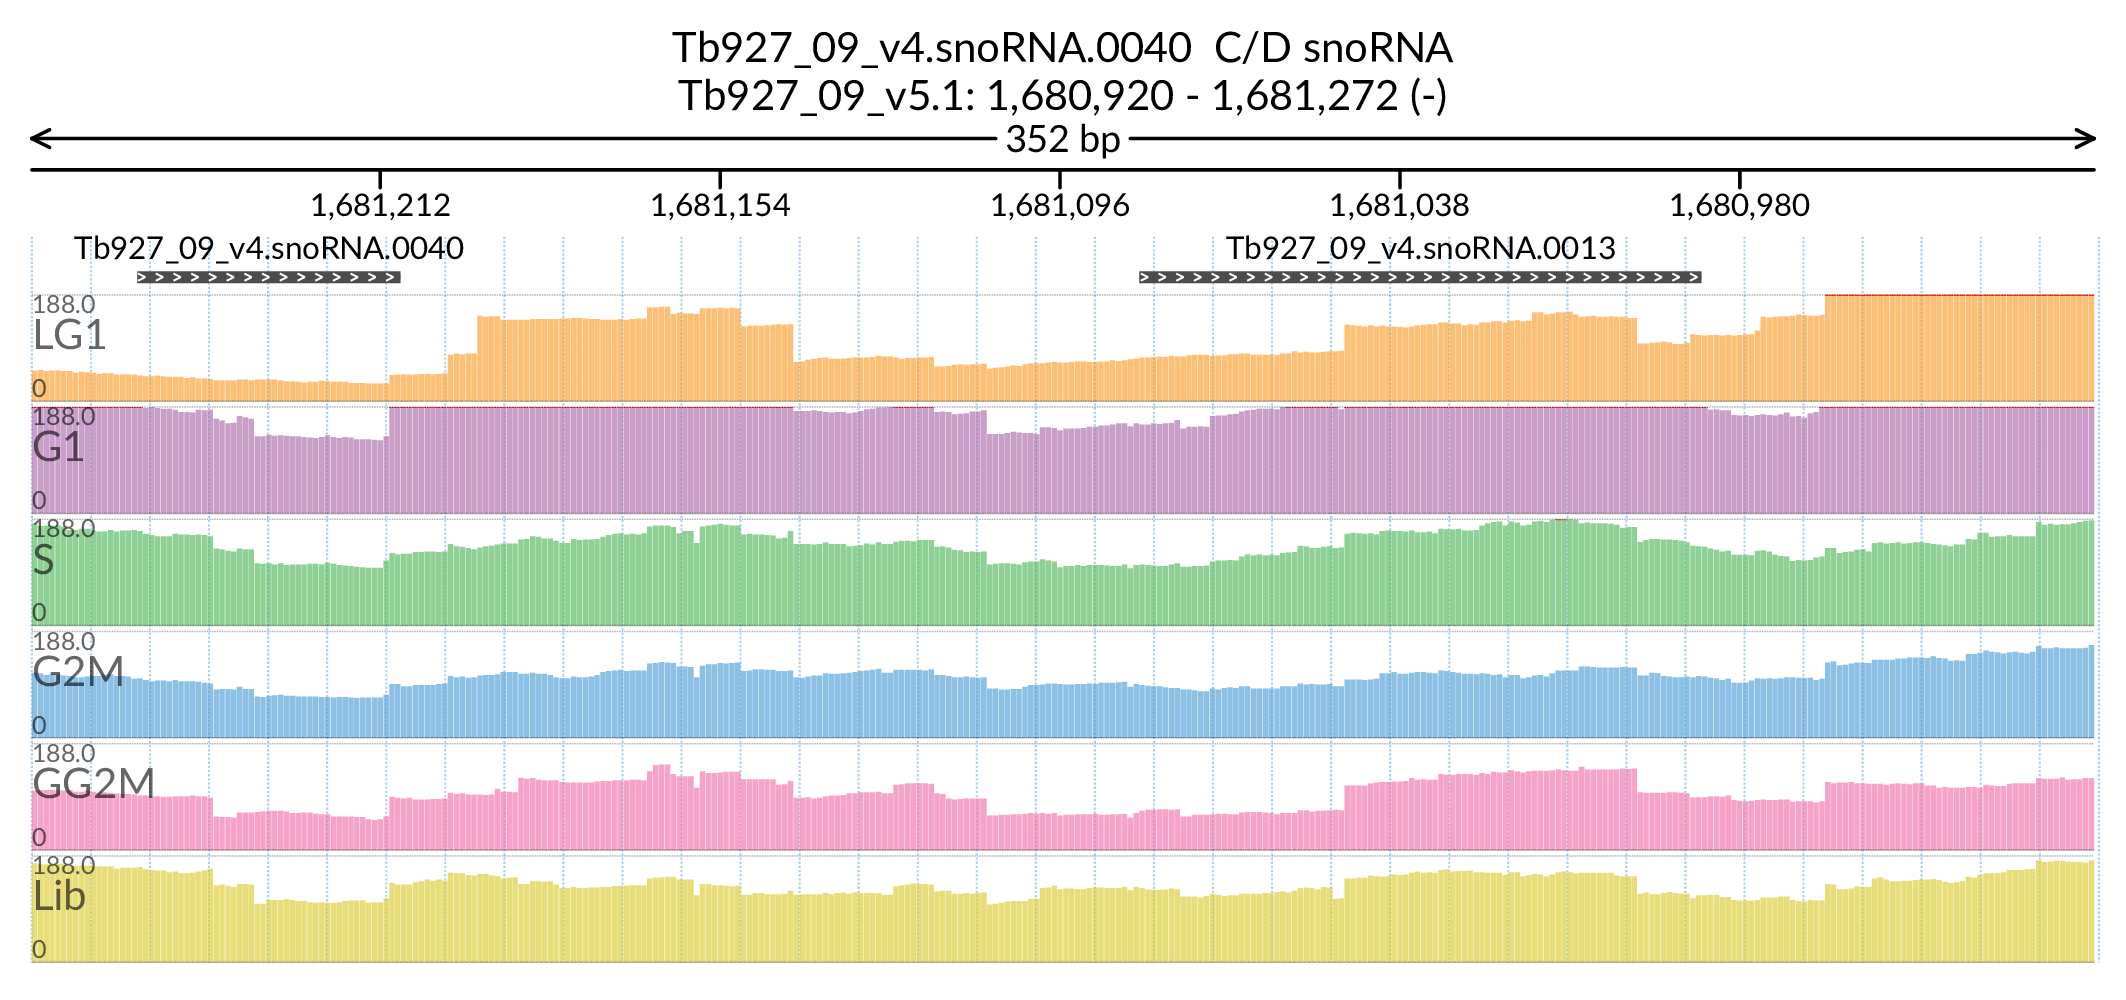 Tb927_09_v4.snoRNA.0040  C/D snoRNA
Tb927_09_v5.1: 1,680,920 - 1,681,272 (-)
352 bp
1,681,212 1,681,154 1,681,096 1,681,038 1,680,980
Tb927_09_v4.snoRNA.0040 Tb927_09_v4.snoRNA.0013
188.0
LG1
0
188.0
G1
0
188.0
S
0
188.0
G2M
0
188.0
GG2M
0
188.0
Lib
0